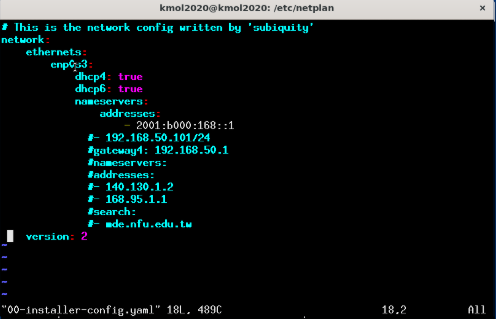 kmol2020@kmol2020: /etc/netplan
# This is the network config written by 'subiquity'
network:
    ethernets:
        enp0s3:
            dhcp4: true
            dhcp6: true
            nameservers:
                addresses:
                    - 2001:b000:168::1
              #- 192.168.50.101/24
              #gateway4: 192.168.50.1
              #nameservers:
              #addresses:
              #- 140.130.1.2
              #- 168.95.1.1
              #search:
              #- mde.nfu.edu.tw
    version: 2
~
~
~
~
~
"00-installer-config.yaml" 18L, 489C 18,2 All